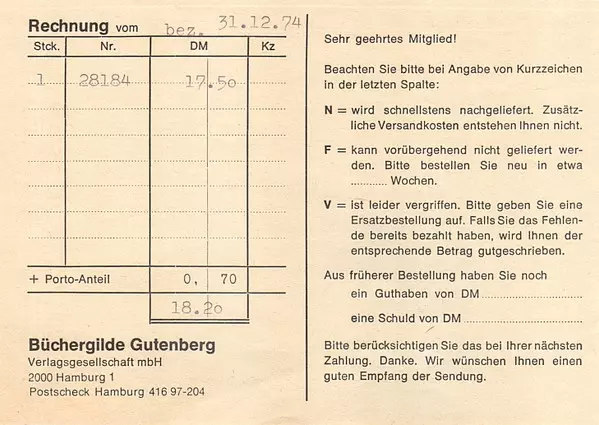 Rechnung vom bez. 31.12.74
Stck. Nr. DM Kz
1 28184 17.50
+ Porto-Anteil 0, 70
18.20
Büchergilde Gutenberg
Verlagsgesellschaft mbH
2000 Hamburg 1
Postscheck Hamburg 416 97-204
Sehr geehrtes Mitglied!
Beachten Sie bitte bei Angabe von Kurzzeichen
in der letzten Spalte:
N = wird schnellstens nachgeliefert. Zusätz-
liche Versandkosten entstehen Ihnen nicht.
F = kann vorübergehend nicht geliefert wer-
den. Bitte bestellen Sie neu in etwa
............ Wochen.
V = ist leider vergriffen. Bitte geben Sie eine
Ersatzbestellung auf. Falls Sie das Fehlen-
de bereits bezahlt haben, wird Ihnen der
entsprechende Betrag gutgeschrieben.
Aus früherer Bestellung haben Sie noch
ein Guthaben von DM..............................
eine Schuld von DM..............................
Bitte berücksichtigen Sie das bei Ihrer nächsten
Zahlung. Danke. Wir wünschen Ihnen einen
guten Empfang der Sendung.